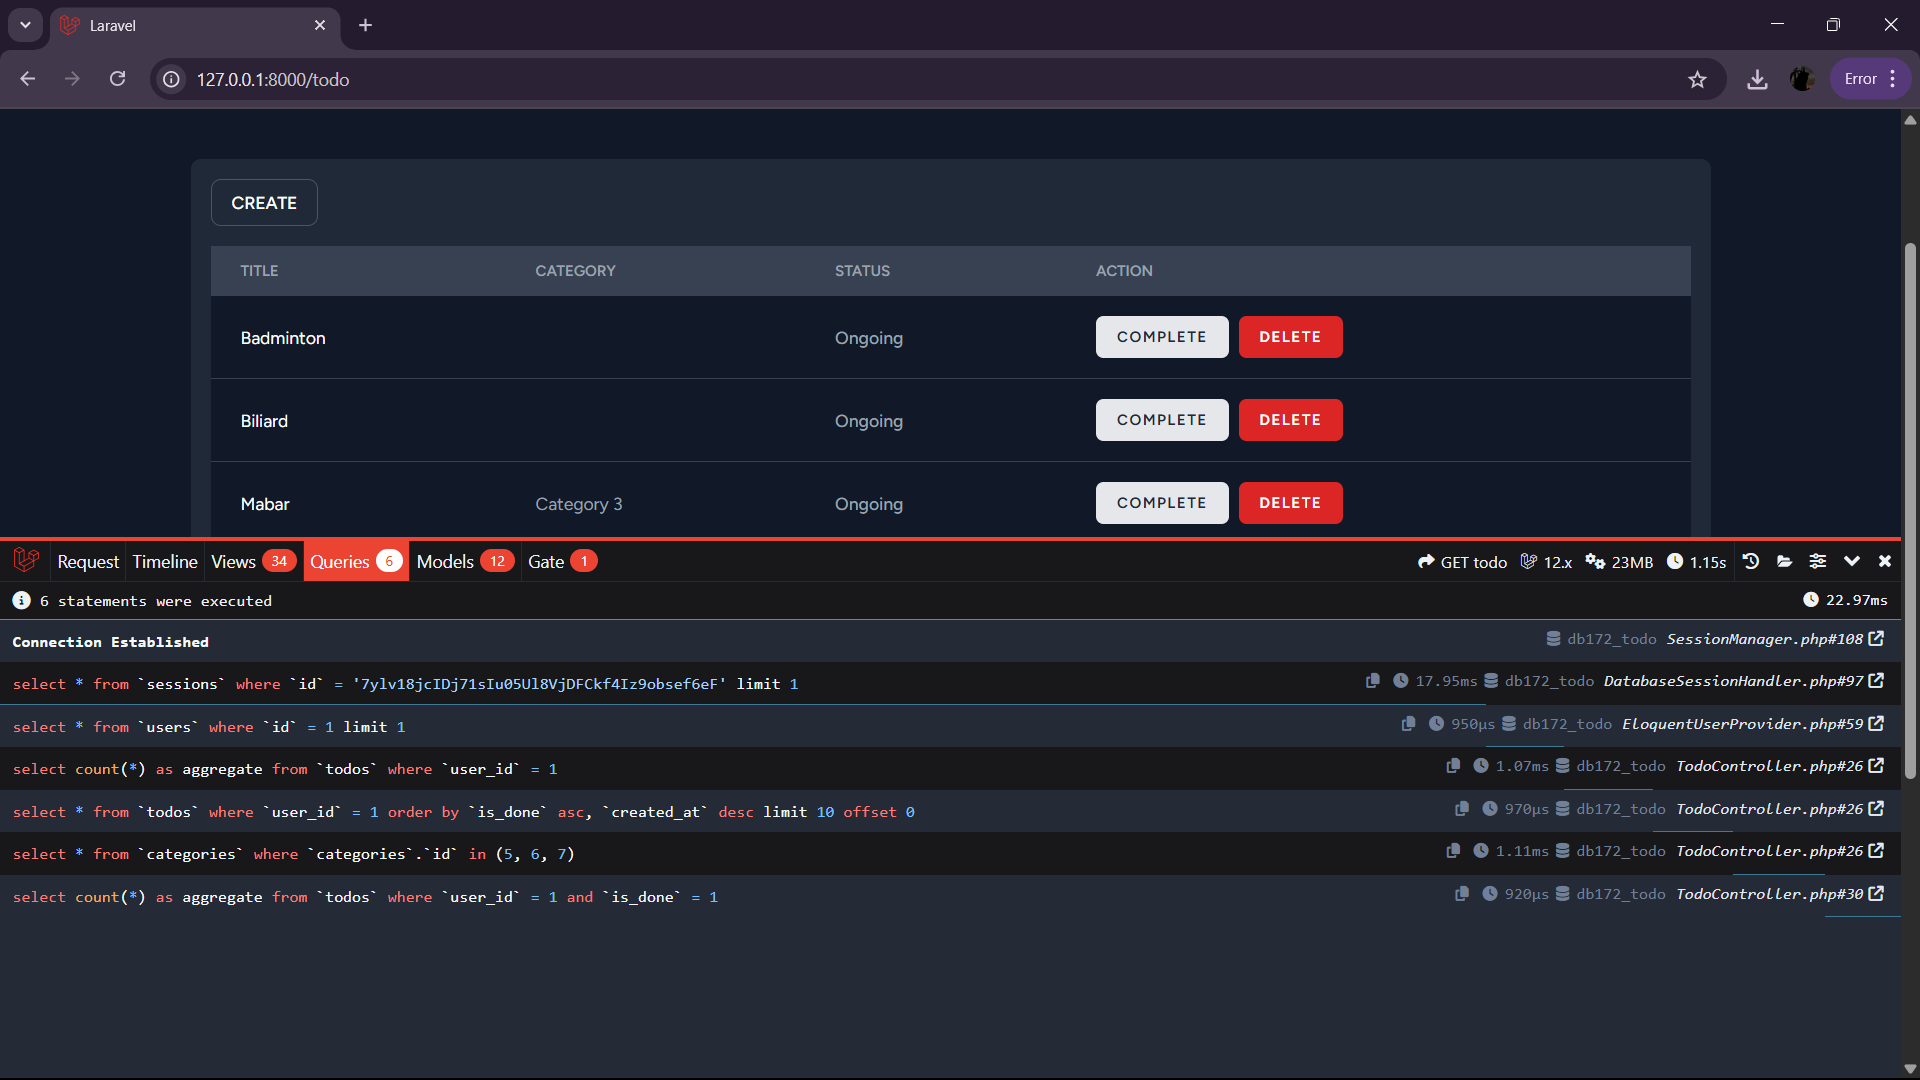 Laravel
127.0.0.1:8000/todo
Error
CREATE
TITLE CATEGORY STATUS ACTION
Badminton Ongoing COMPLETE DELETE
Biliard Ongoing COMPLETE DELETE
Mabar Category 3 Ongoing COMPLETE DELETE
Request Timeline Views 34 Queries 6 Models 12 Gate 1 GET todo 12.x 23MB 1.15s
6 statements were executed 22.97ms
Connection Established db172_todo SessionManager.php#108
select * from `sessions` where `id` = '7ylv18jcIDj71sIu05Ul8VjDFCkf4Iz9obsef6eF' limit 1 17.95ms db172_todo DatabaseSessionHandler.php#97
select * from `users` where `id` = 1 limit 1 950μs db172_todo EloquentUserProvider.php#59
select count(*) as aggregate from `todos` where `user_id` = 1 1.07ms db172_todo TodoController.php#26
select * from `todos` where `user_id` = 1 order by `is_done` asc, `created_at` desc limit 10 offset 0 970μs db172_todo TodoController.php#26
select * from `categories` where `categories`.`id` in (5, 6, 7) 1.11ms db172_todo TodoController.php#26
select count(*) as aggregate from `todos` where `user_id` = 1 and `is_done` = 1 920μs db172_todo TodoController.php#30